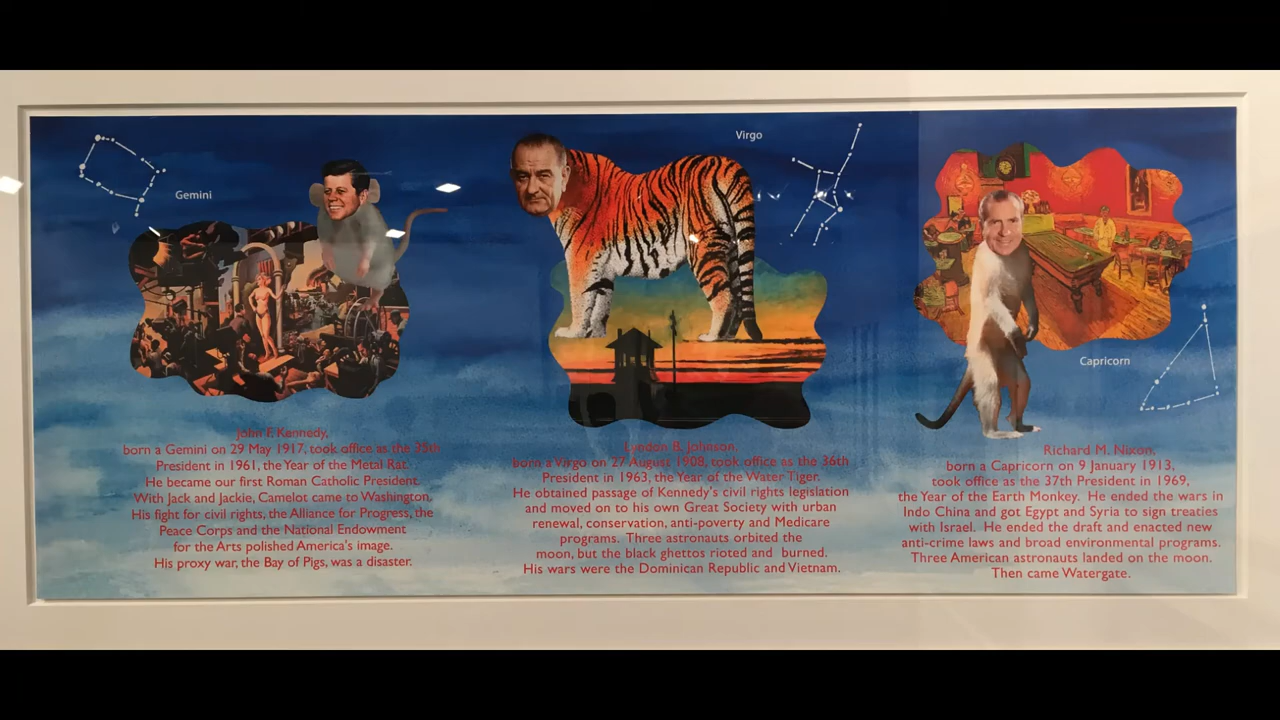 Gemini
John F. Kennedy,
born a Gemini on 29 May 1917, took office as the 35th
President in 1961, the Year of the Metal Rat.
He became our first Roman Catholic President.
With Jack and Jackie, Camelot came to Washington.
His fight for civil rights, the Alliance for Progress, the
Peace Corps and the National Endowment
for the Arts polished America's image.
His proxy war, the Bay of Pigs, was a disaster.
Virgo
Lyndon B. Johnson,
born a Virgo on 27 August 1908, took office as the 36th
President in 1963, the Year of the Water Tiger.
He obtained passage of Kennedy's civil rights legislation
and moved on to his own Great Society with urban
renewal, conservation, anti-poverty and Medicare
programs. Three astronauts orbited the
moon, but the black ghettos rioted and burned.
His wars were the Dominican Republic and Vietnam.
Capricorn
Richard M. Nixon,
born a Capricorn on 9 January 1913,
took office as the 37th President in 1969,
the Year of the Earth Monkey. He ended the wars in
Indo China and got Egypt and Syria to sign treaties
with Israel. He ended the draft and enacted new
anti-crime laws and broad environmental programs.
Three American astronauts landed on the moon.
Then came Watergate.